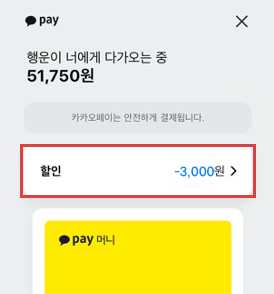 pay
행운이 너에게 다가오는 중
51,750원
카카오페이는 안전하게 결제됩니다.
할인 -3,000원
pay 머니